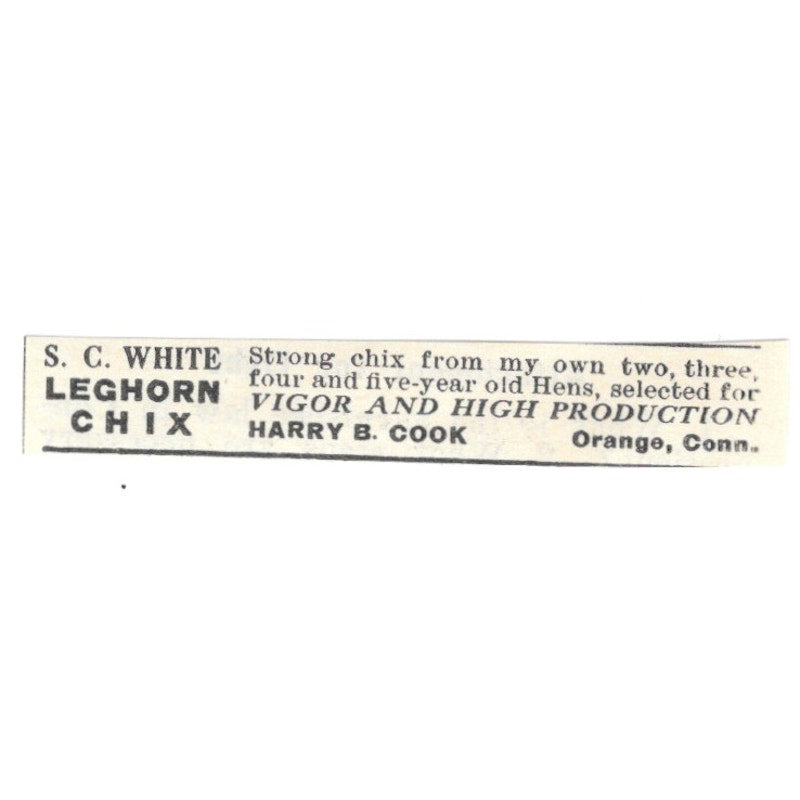 S. C. WHITE
LEGHORN
CHIX
Strong chix from my own two, three,
four and five-year old Hens, selected for
VIGOR AND HIGH PRODUCTION
HARRY B. COOK Orange, Conn.